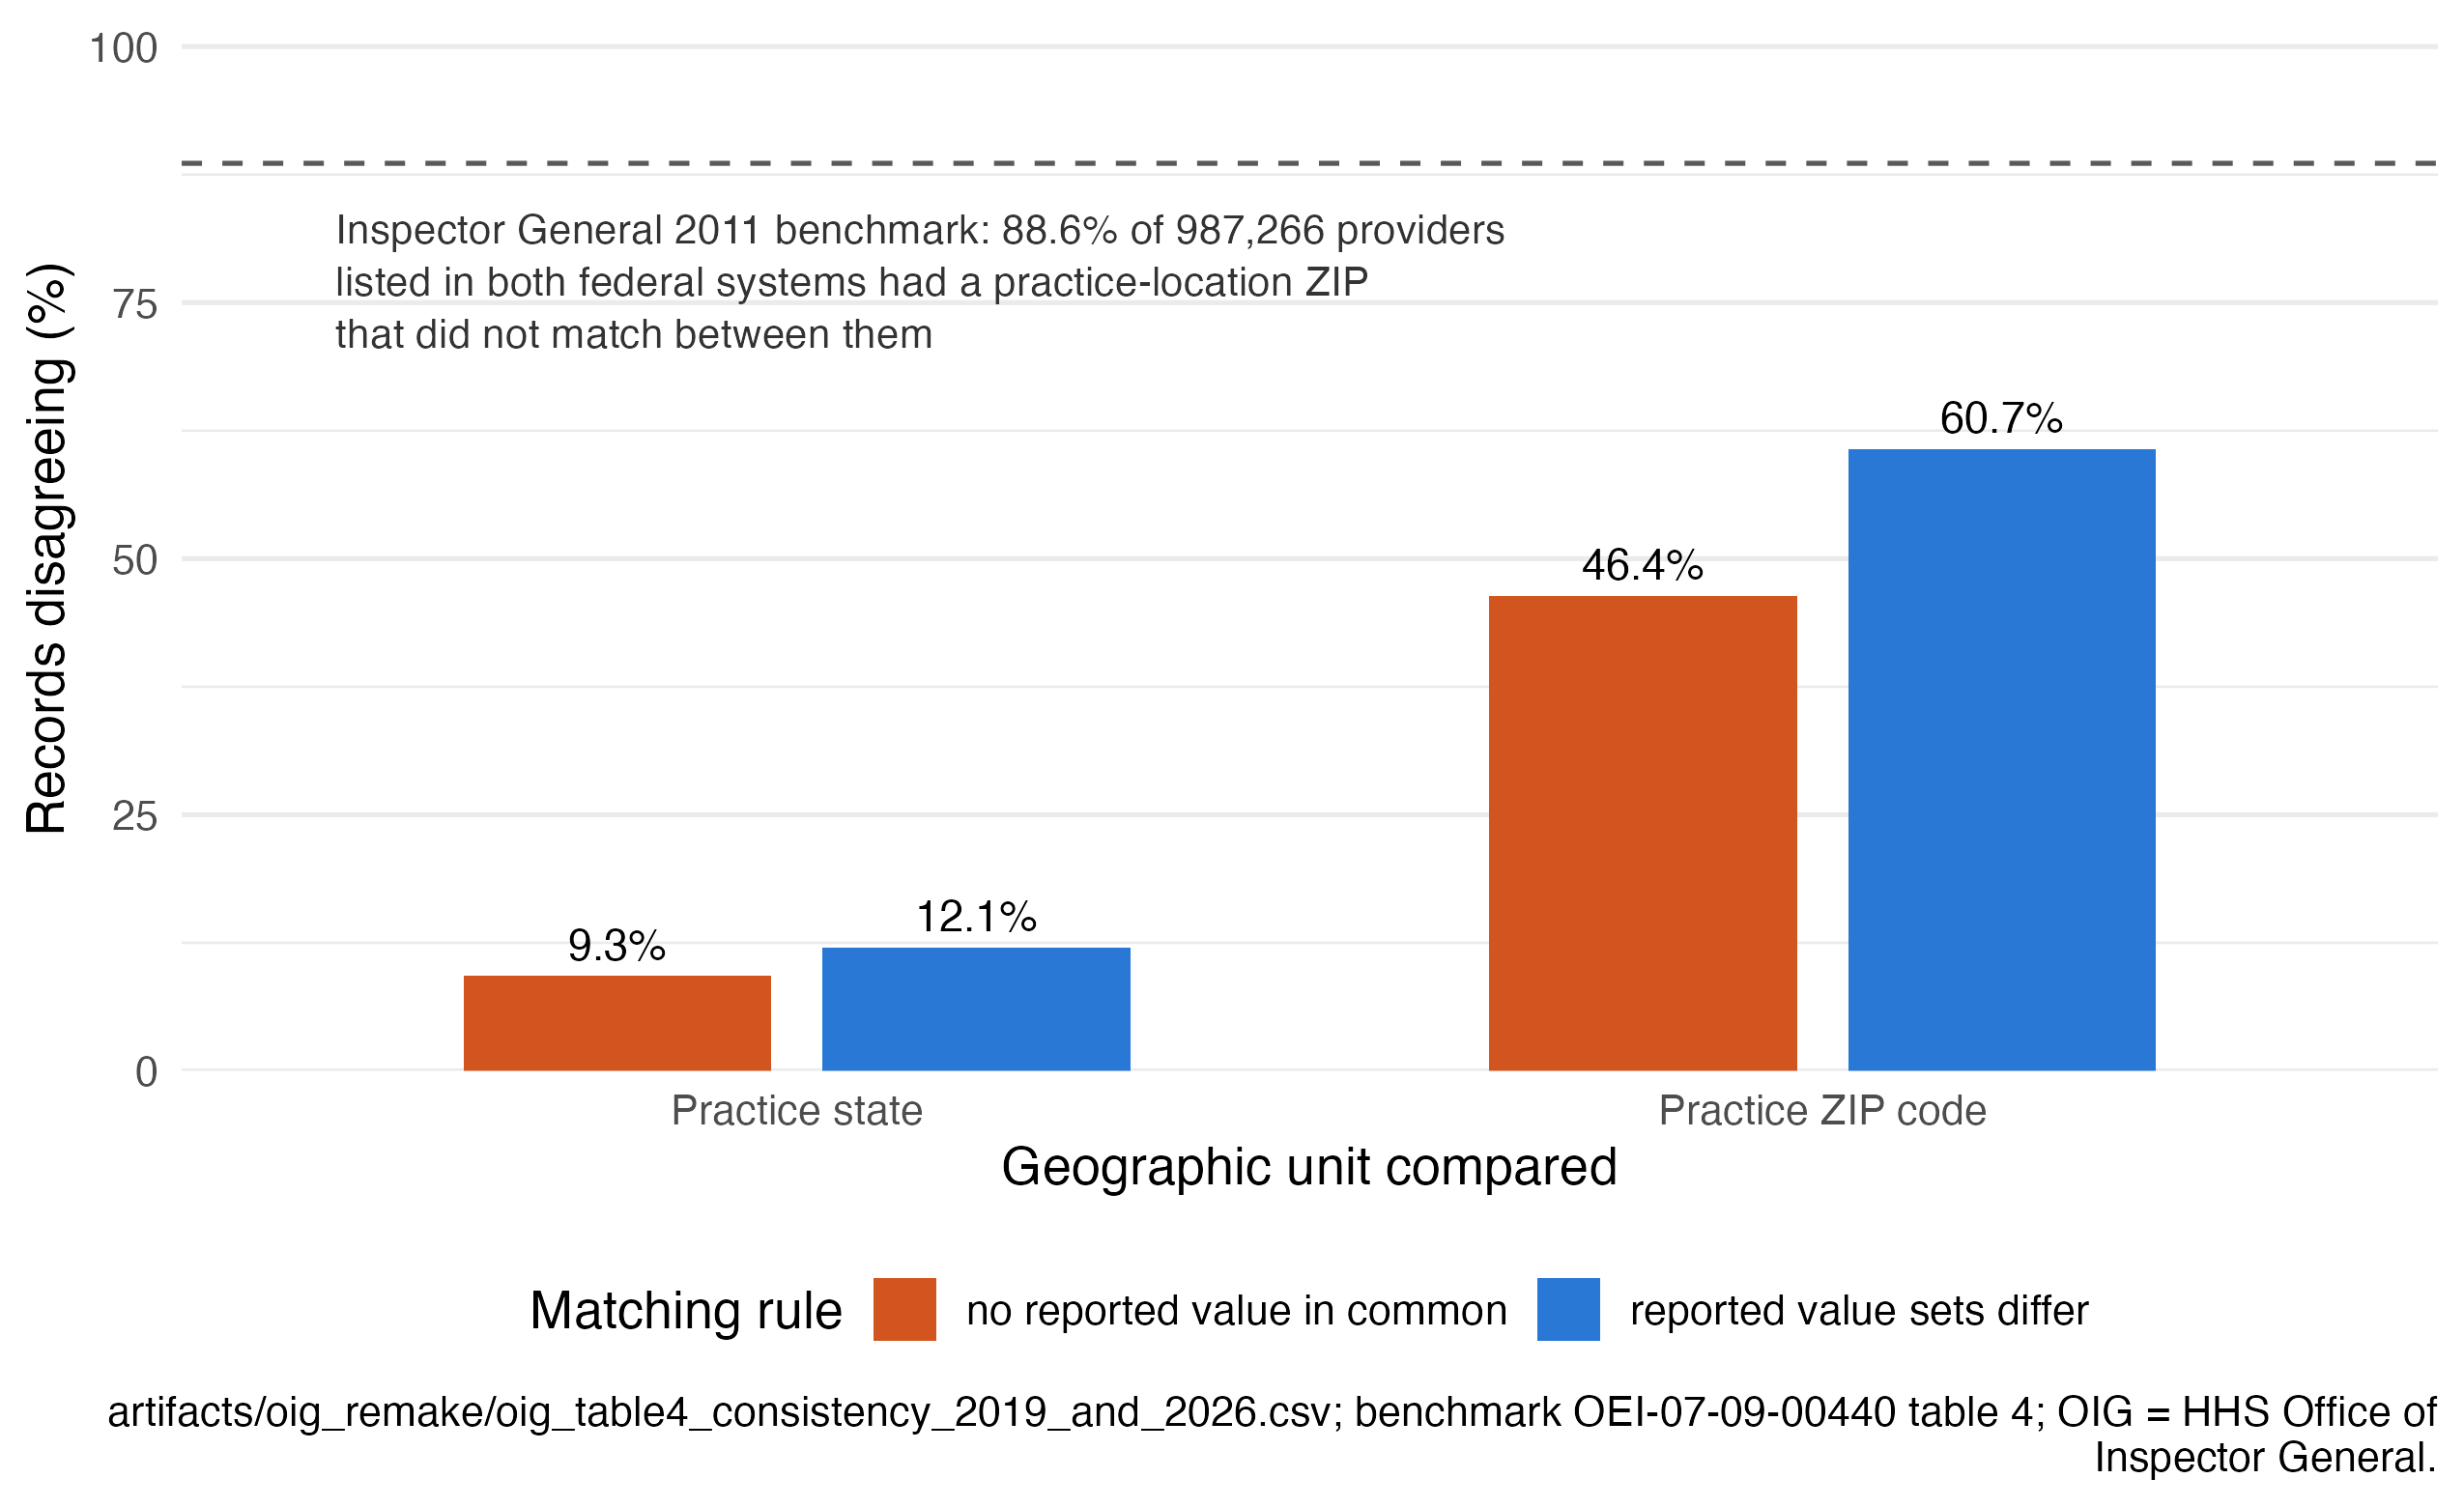 100
Inspector General 2011 benchmark: 88.6% of 987,266 providers
listed in both federal systems had a practice-location ZIP
that did not match between them
75
60.7%
50
46.4%
25
12.1%
9.3%
0
Records disagreeing (%)
Practice state
Practice ZIP code
Geographic unit compared
Matching rule
no reported value in common
reported value sets differ
artifacts/oig_remake/oig_table4_consistency_2019_and_2026.csv; benchmark OEI-07-09-00440 table 4; OIG = HHS Office of
Inspector General.